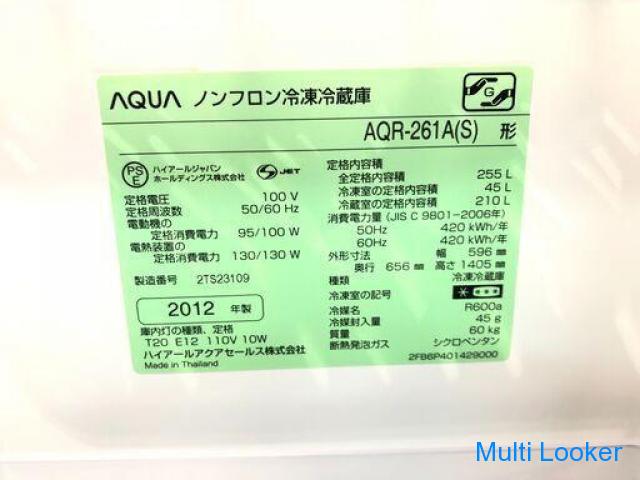 AQUA ノンフロン冷凍冷蔵庫
G
AQR-261A(S) 形
PS
E
ハイアールジャパン
ホールディングス株式会社
JET
定格電圧 100 V
定格周波数 50/60 Hz
電動機の
定格消費電力 95/100 W
電熱装置の
定格消費電力 130/130 W
製造番号 2TS23109
2012 年製
庫内灯の種類、定格
T20 E12 110V 10W
ハイアールアクアセールス株式会社
Made in Thailand
定格内容積
全定格内容積 255 L
冷凍室の定格内容積 45 L
冷蔵室の定格内容積 210 L
消費電力量 (JIS C 9801-2006年)
50Hz 420 kWh/年
60Hz 420 kWh/年
外形寸法 幅 596 ㎜
奥行 656 ㎜ 高さ 1405 ㎜
種類 冷凍冷蔵庫
冷凍室の記号
冷媒名 R600a
冷媒封入量 45 g
質量 60 kg
断熱発泡ガス シクロペンタン
2FB6P401429000
Multi Looker